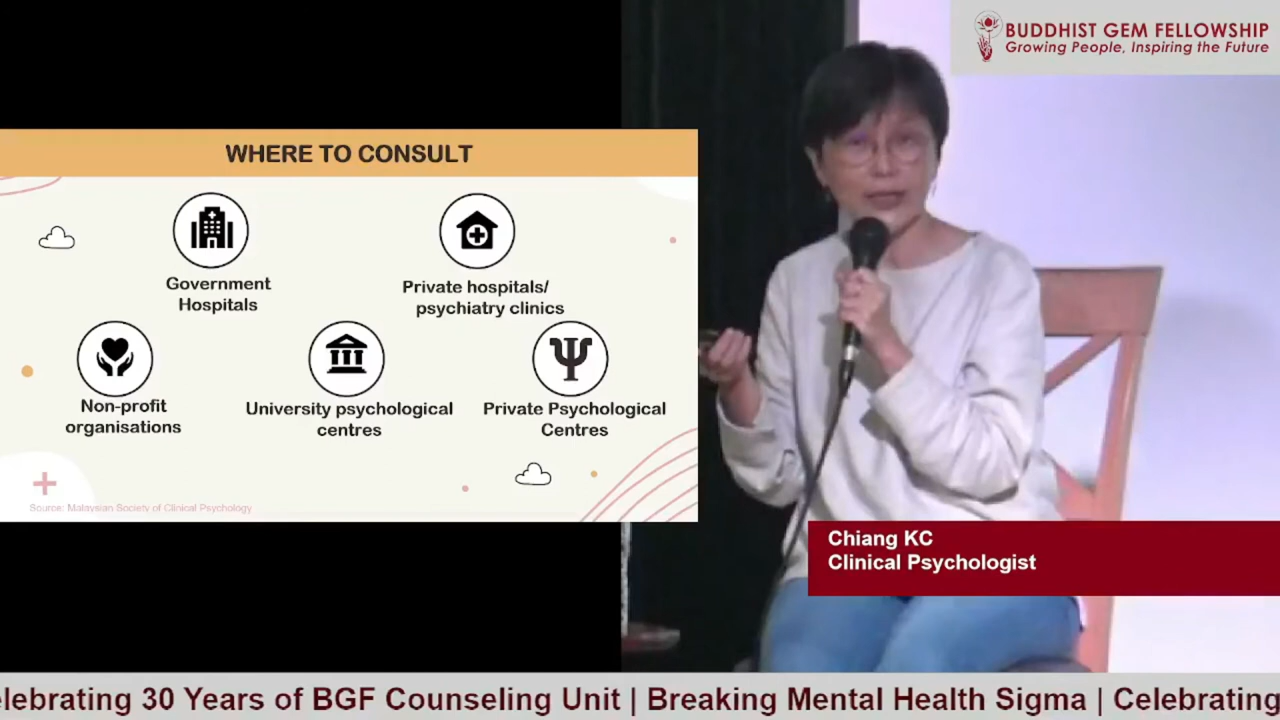 BUDDHIST GEM FELLOWSHIP
Growing People, Inspiring the Future
WHERE TO CONSULT
Government
Hospitals
Private hospitals/
psychiatry clinics
Non-profit
organisations
University psychological
centres
Private Psychological
Centres
Source: Malaysian Society of Clinical Psychology
Chiang KC
Clinical Psychologist
elebrating 30 Years of BGF Counseling Unit | Breaking Mental Health Sigma | Celebrating